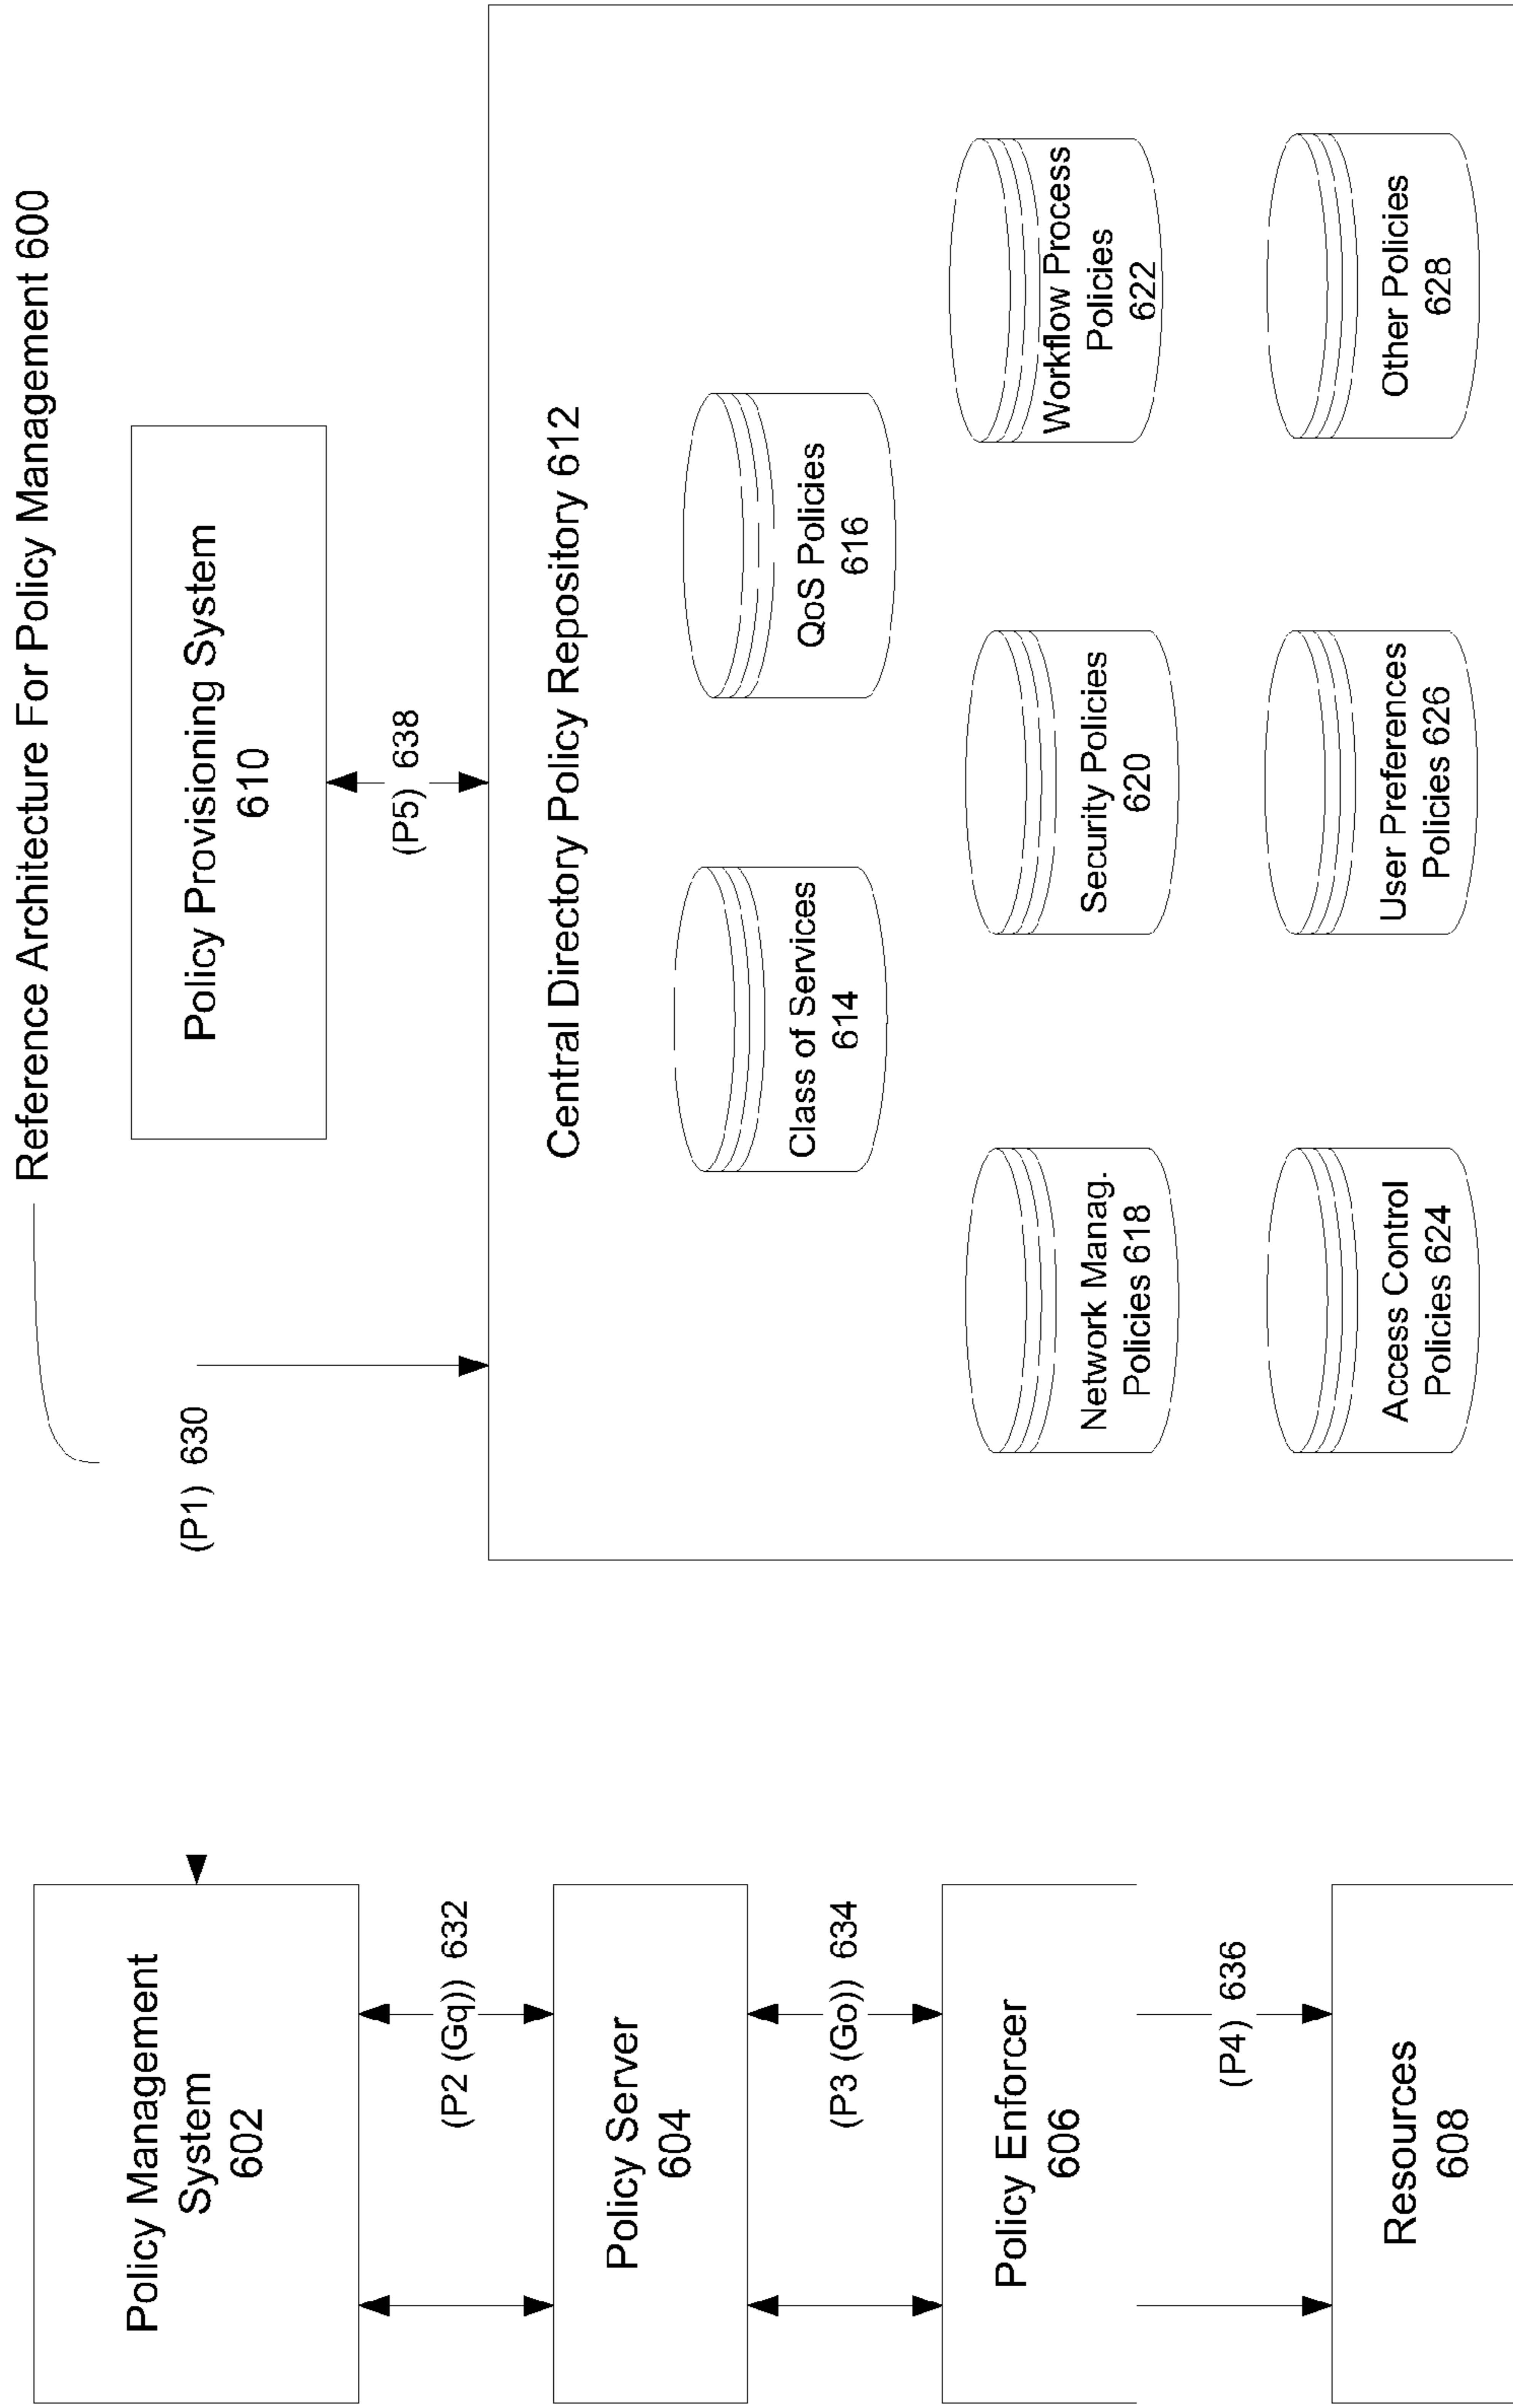 Reference Architecture For Policy Management 600
Policy Management
System
602
(P1) 630
Policy Provisioning System
610
(P2 (Gq)) 632
(P5) 638
Policy Server
604
Central Directory Policy Repository 612
Class of Services
614
QoS Policies
616
(P3 (Go)) 634
Policy Enforcer
606
Network Manag.
Policies 618
Security Policies
620
Workflow Process
Policies
622
(P4) 636
Resources
608
Access Control
Policies 624
User Preferences
Policies 626
Other Policies
628